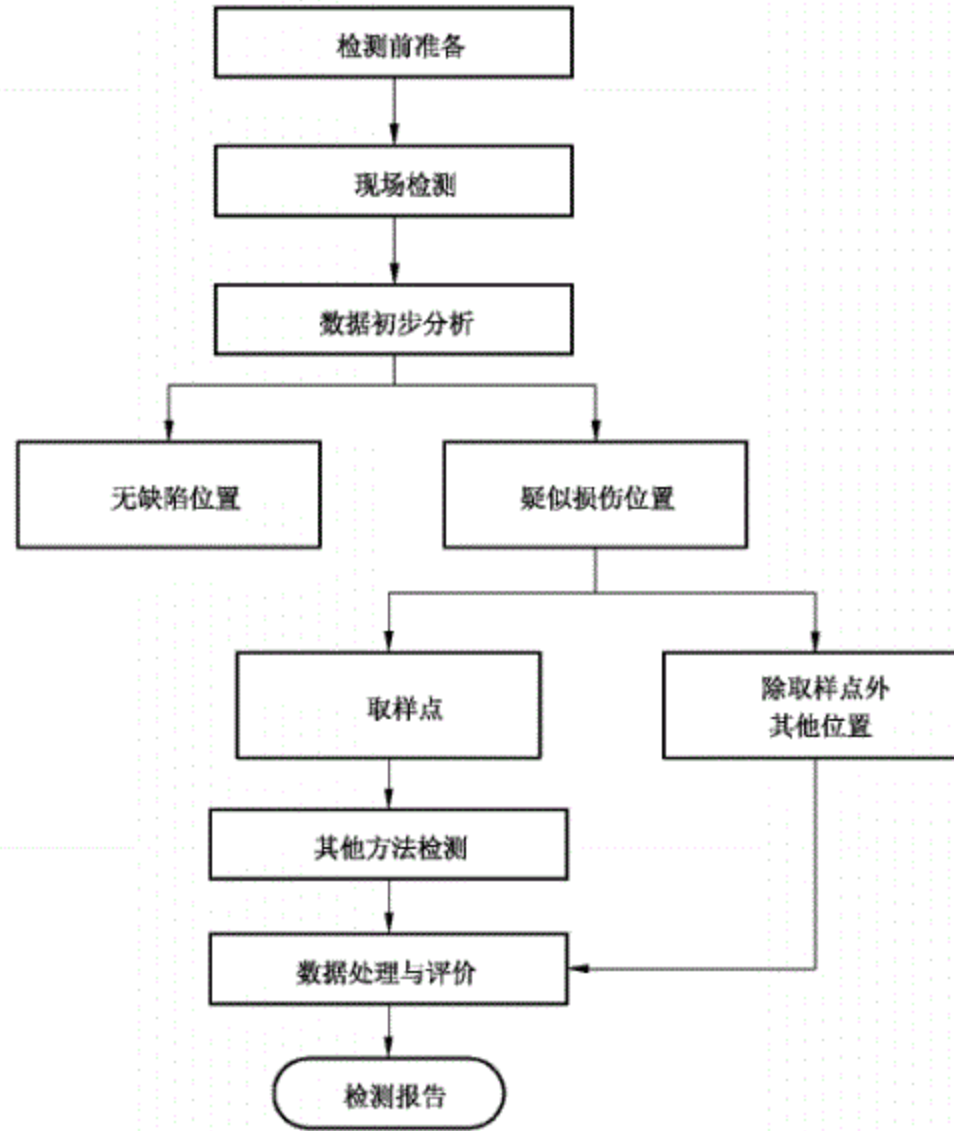 检测前准备
现场检测
数据初步分析
无缺陷位置
疑似损伤位置
取样点
除取样点外
其他位置
其他方法检测
数据处理与评价
检测报告